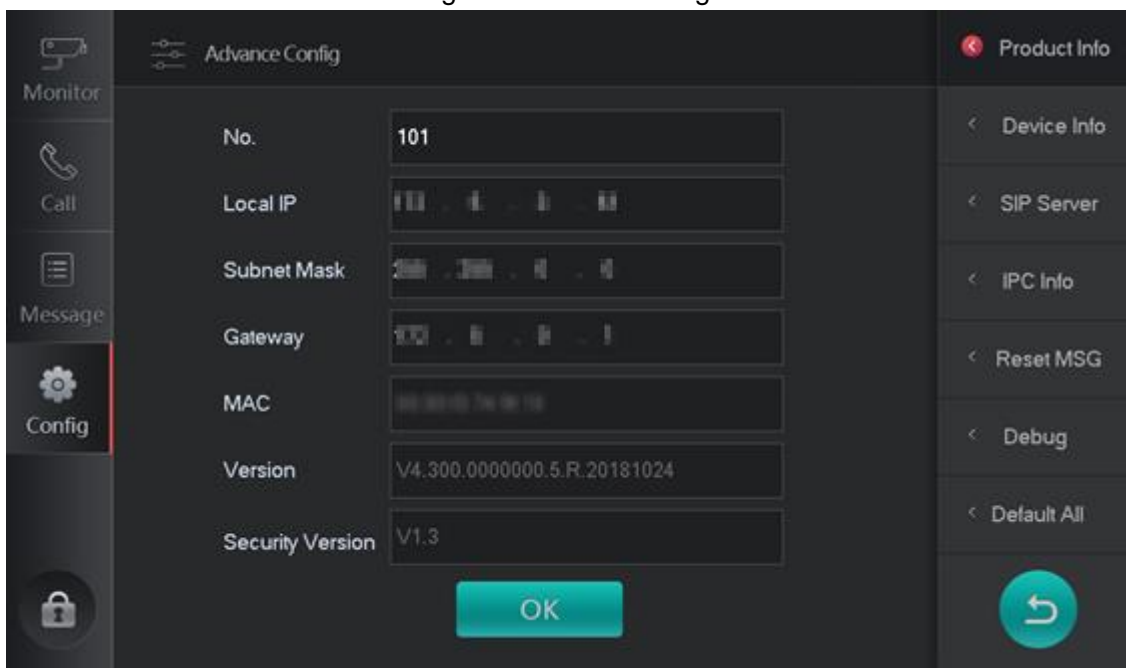 Monitor
Call
Message
Config
Advance Config
No. 101
Local IP
Subnet Mask
Gateway
MAC
Version V4.300.0000000.5.R.20181024
Security Version V1.3
OK
Product Info
Device Info
SIP Server
IPC Info
Reset MSG
Debug
Default All